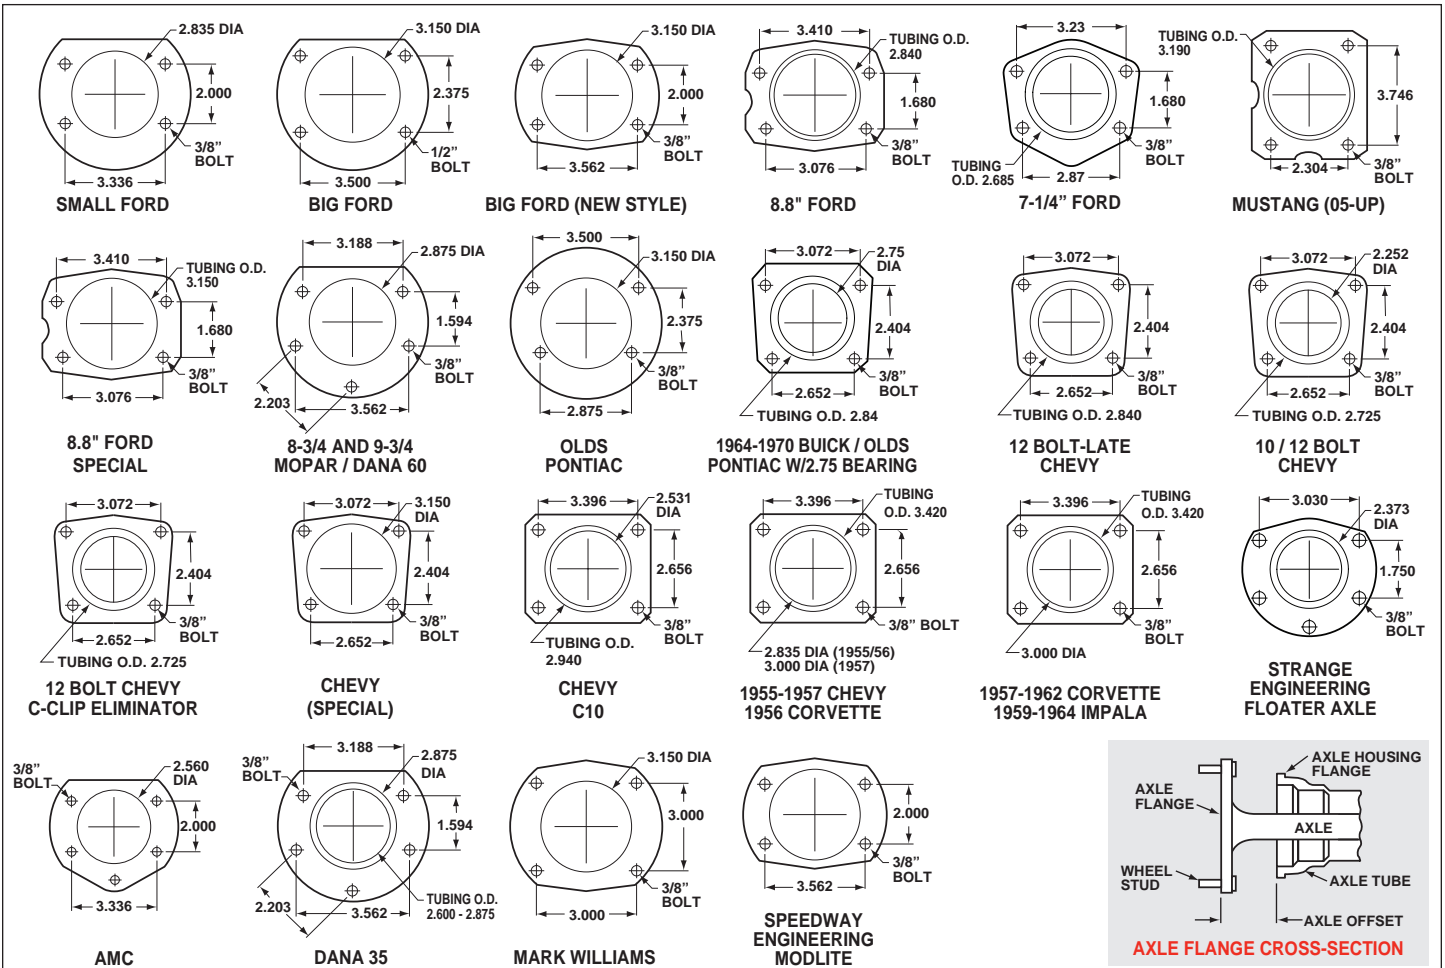 2.835 DIA
2.000
3/8”
BOLT
3.336
SMALL FORD
3.150 DIA
2.375
1/2”
BOLT
3.500
BIG FORD
3.150 DIA
2.000
3/8”
BOLT
3.562
BIG FORD (NEW STYLE)
3.410
TUBING O.D.
2.840
1.680
3/8”
BOLT
3.076
8.8" FORD
3.23
1.680
3/8”
BOLT
TUBING
O.D. 2.685
2.87
7-1/4” FORD
TUBING O.D.
3.190
3.746
3/8”
BOLT
2.304
MUSTANG (05-UP)
3.410
TUBING O.D.
3.150
1.680
3/8”
BOLT
3.076
8.8" FORD
SPECIAL
3.188
2.875 DIA
1.594
3/8”
BOLT
2.203
3.562
8-3/4 AND 9-3/4
MOPAR / DANA 60
3.500
3.150 DIA
2.375
3/8”
BOLT
2.875
OLDS
PONTIAC
3.072
2.75
DIA
2.404
3/8”
BOLT
2.652
TUBING O.D. 2.84
1964-1970 BUICK / OLDS
PONTIAC W/2.75 BEARING
3.072
2.404
3/8”
BOLT
2.652
TUBING O.D. 2.840
12 BOLT-LATE
CHEVY
3.072
2.252
DIA
2.404
3/8”
BOLT
2.652
TUBING O.D. 2.725
10 / 12 BOLT
CHEVY
3.072
2.404
3/8”
BOLT
2.652
TUBING O.D. 2.725
12 BOLT CHEVY
C-CLIP ELIMINATOR
3.072
3.150
DIA
2.404
3/8”
BOLT
2.652
CHEVY
(SPECIAL)
3.396
2.531
DIA
2.656
3/8”
BOLT
TUBING O.D.
2.940
CHEVY
C10
3.396
TUBING
O.D. 3.420
2.656
3/8” BOLT
2.835 DIA (1955/56)
3.000 DIA (1957)
1955-1957 CHEVY
1956 CORVETTE
3.396
TUBING
O.D. 3.420
2.656
3/8”
BOLT
3.000 DIA
1957-1962 CORVETTE
1959-1964 IMPALA
3.030
2.373
DIA
1.750
3/8”
BOLT
STRANGE
ENGINEERING
FLOATER AXLE
3/8”
BOLT
2.560
DIA
2.000
3.336
AMC
3/8”
BOLT
3.188
2.875
DIA
1.594
2.203
3.562
TUBING O.D.
2.600 - 2.875
DANA 35
3.150 DIA
3.000
3/8”
BOLT
3.000
MARK WILLIAMS
2.000
3/8”
BOLT
3.562
SPEEDWAY
ENGINEERING
MODLITE
AXLE HOUSING
FLANGE
AXLE
FLANGE
AXLE
WHEEL
STUD
AXLE TUBE
AXLE OFFSET
AXLE FLANGE CROSS-SECTION